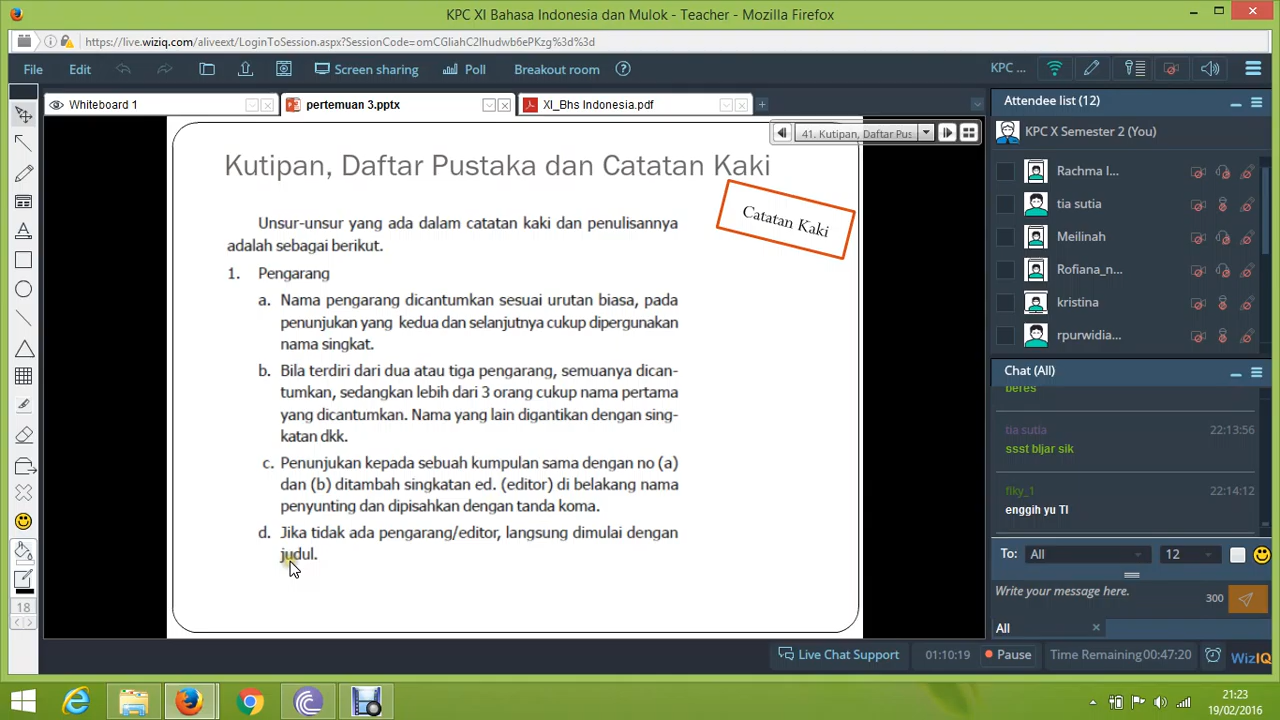 KPC XI Bahasa Indonesia dan Mulok - Teacher - Mozilla Firefox
https://live.wiziq.com/aliveext/LoginToSession.aspx?SessionCode=omCGliahC2lhudwb6ePKzg%3d%3d
File Edit Screen sharing Poll Breakout room KPC ...
Whiteboard 1 pertemuan 3.pptx XI_Bhs Indonesia.pdf
41. Kutipan, Daftar Pus
Kutipan, Daftar Pustaka dan Catatan Kaki
Catatan Kaki
Unsur-unsur yang ada dalam catatan kaki dan penulisannya
adalah sebagai berikut.
1. Pengarang
a. Nama pengarang dicantumkan sesuai urutan biasa, pada
penunjukan yang kedua dan selanjutnya cukup dipergunakan
nama singkat.
b. Bila terdiri dari dua atau tiga pengarang, semuanya dican-
tumkan, sedangkan lebih dari 3 orang cukup nama pertama
yang dicantumkan. Nama yang lain digantikan dengan sing-
katan dkk.
c. Penunjukan kepada sebuah kumpulan sama dengan no (a)
dan (b) ditambah singkatan ed. (editor) di belakang nama
penyunting dan dipisahkan dengan tanda koma.
d. Jika tidak ada pengarang/editor, langsung dimulai dengan
judul.
18
Attendee list (12)
KPC X Semester 2 (You)
Rachma I...
tia sutia
Meilinah
Rofiana_n...
kristina
rpurwidia...
Chat (All)
beres
tia sutia 22:13:56
ssst bljar sik
fiky_1 22:14:12
enggih yu TI
To: All 12
Write your message here. 300
All
Live Chat Support 01:10:19 Pause Time Remaining 00:47:20 WizIQ
21:23
19/02/2016